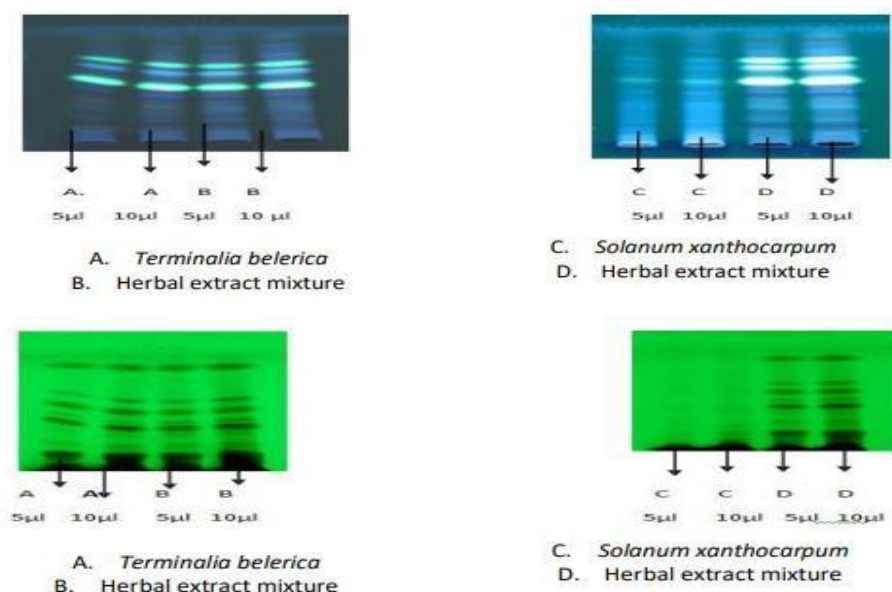 A. A B B
5µl 10µl 5µl 10 µl
A. Terminalia belerica
B. Herbal extract mixture
C C D D
5µl 10µl 5µl 10µl
C. Solanum xanthocarpum
D. Herbal extract mixture
A A B B
5µl 10µl 5µl 10µl
A. Terminalia belerica
B. Herbal extract mixture
C C D D
5µl 10µl 5µl 10µl
C. Solanum xanthocarpum
D. Herbal extract mixture